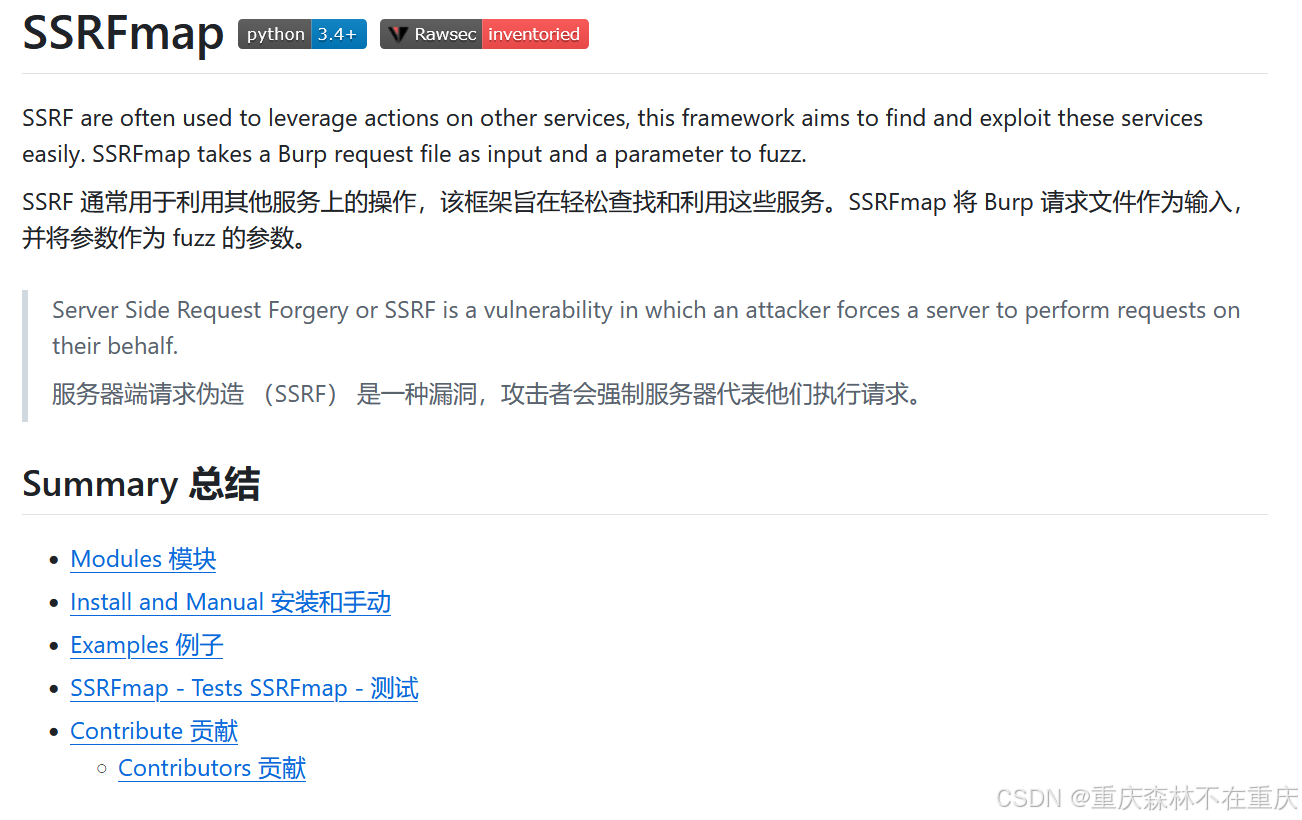 SSRFmap python 3.4+ Rawsec inventoried
SSRF are often used to leverage actions on other services, this framework aims to find and exploit these services
easily. SSRFmap takes a Burp request file as input and a parameter to fuzz.
SSRF 通常用于利用其他服务上的操作，该框架旨在轻松查找和利用这些服务。SSRFmap 将 Burp 请求文件作为输入，
并将参数作为 fuzz 的参数。
Server Side Request Forgery or SSRF is a vulnerability in which an attacker forces a server to perform requests on
their behalf.
服务器端请求伪造 （SSRF） 是一种漏洞，攻击者会强制服务器代表他们执行请求。
Summary 总结
Modules 模块
Install and Manual 安装和手动
Examples 例子
SSRFmap - Tests SSRFmap - 测试
Contribute 贡献
Contributors 贡献
CSDN @重庆森林不在重庆